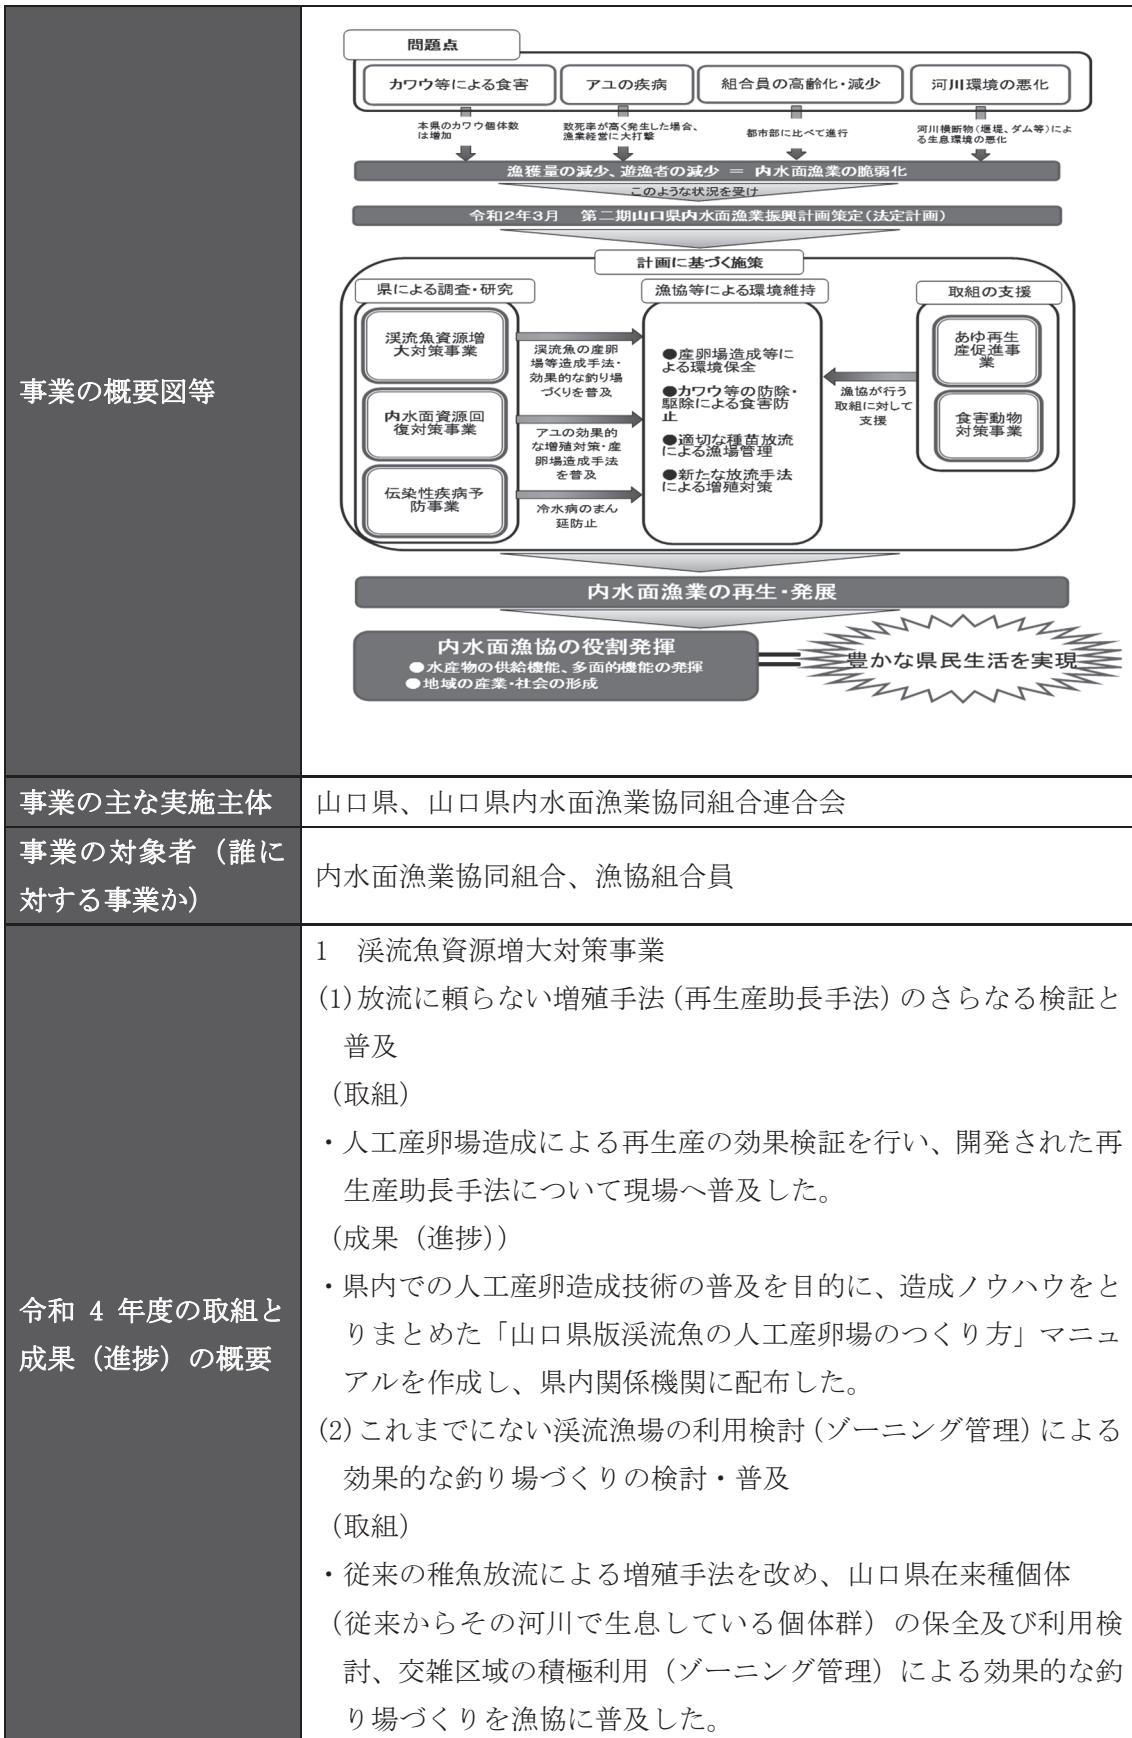 事業の概要図等
問題点
カワウ等による食害
アユの疾病
組合員の高齢化・減少
河川環境の悪化
本県のカワウ個体数
は増加
致死率が高く発生した場合、
漁業経営に大打撃
都市部に比べて進行
河川横断物(堰堤、ダム等)によ
る生息環境の悪化
漁獲量の減少、遊漁者の減少 = 内水面漁業の脆弱化
このような状況を受け
令和2年3月 第二期山口県内水面漁業振興計画策定(法定計画)
計画に基づく施策
県による調査・研究
渓流魚資源増
大対策事業
内水面資源回
復対策事業
伝染性疾病予
防事業
渓流魚の産卵
場等造成手法・
効果的な釣り場
づくりを普及
アユの効果的
な増殖対策・産
卵場造成手法
を普及
冷水病のまん
延防止
漁協等による環境維持
●産卵場造成等に
よる環境保全
●カワウ等の防除・
駆除による食害防
止
●適切な種苗放流
による漁場管理
●新たな放流手法
による増殖対策
漁協が行う
取組に対して
支援
取組の支援
あゆ再生
産促進事
業
食害動物
対策事業
内水面漁業の再生・発展
内水面漁協の役割発揮
●水産物の供給機能、多面的機能の発揮
●地域の産業・社会の形成
豊かな県民生活を実現
事業の主な実施主体
山口県、山口県内水面漁業協同組合連合会
事業の対象者(誰に
対する事業か)
内水面漁業協同組合、漁協組合員
令和 4 年度の取組と
成果(進捗)の概要
1 渓流魚資源増大対策事業
(1)放流に頼らない増殖手法(再生産助長手法)のさらなる検証と
普及
(取組)
・人工産卵場造成による再生産の効果検証を行い、開発された再
生産助長手法について現場へ普及した。
(成果(進捗))
・県内での人工産卵造成技術の普及を目的に、造成ノウハウをと
りまとめた「山口県版渓流魚の人工産卵場のつくり方」マニュ
アルを作成し、県内関係機関に配布した。
(2)これまでにない渓流漁場の利用検討(ゾーニング管理)による
効果的な釣り場づくりの検討・普及
(取組)
・従来の稚魚放流による増殖手法を改め、山口県在来種個体
(従来からその河川で生息している個体群)の保全及び利用検
討、交雑区域の積極利用(ゾーニング管理)による効果的な釣
り場づくりを漁協に普及した。